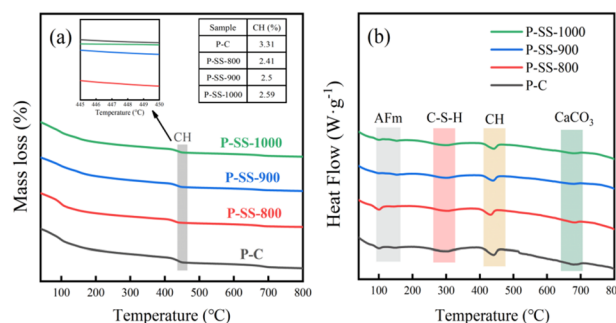 (a)
Sample CH (%)
P-C 3.31
P-SS-800 2.41
P-SS-900 2.5
P-SS-1000 2.59
445 446 447 448 449 450
Temperature (℃)
CH
P-SS-1000
P-SS-900
P-SS-800
P-C
Mass loss (%)
100 200 300 400 500 600 700 800
Temperature (℃)
(b)
P-SS-1000
P-SS-900
P-SS-800
P-C
AFm C-S-H CH CaCO3
Heat Flow (W·g-1)
100 200 300 400 500 600 700 800
Temperature (℃)